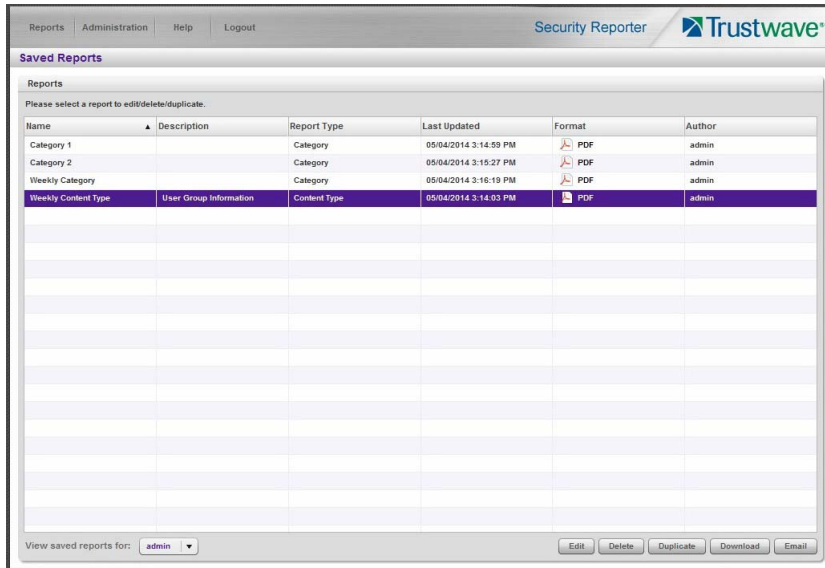 Reports Administration Help Logout Security Reporter Trustwave®
Saved Reports
Reports
Please select a report to edit/delete/duplicate.
Name ▲ Description Report Type Last Updated Format Author
Category 1 Category 05/04/2014 3:14:59 PM PDF admin
Category 2 Category 05/04/2014 3:15:27 PM PDF admin
Weekly Category Category 05/04/2014 3:16:19 PM PDF admin
Weekly Content Type User Group Information Content Type 05/04/2014 3:14:03 PM PDF admin
View saved reports for: admin ▼ Edit Delete Duplicate Download Email